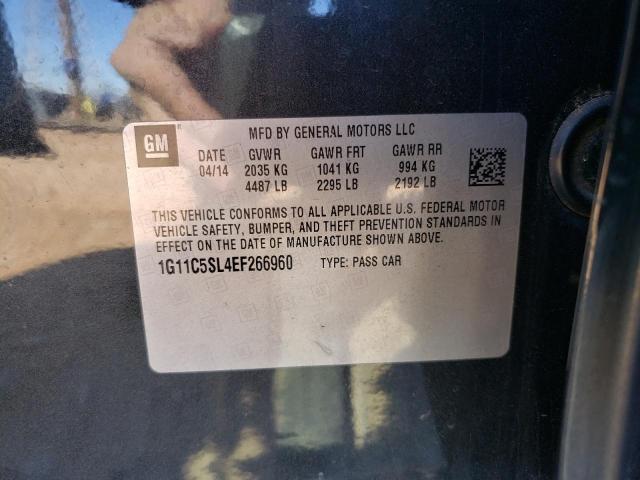 GM
MFD BY GENERAL MOTORS LLC
DATE GVWR GAWR FRT GAWR RR
04/14 2035 KG 1041 KG 994 KG
4487 LB 2295 LB 2192 LB
THIS VEHICLE CONFORMS TO ALL APPLICABLE U.S. FEDERAL MOTOR
VEHICLE SAFETY, BUMPER, AND THEFT PREVENTION STANDARDS IN
EFFECT ON THE DATE OF MANUFACTURE SHOWN ABOVE.
1G11C5SL4EF266960 TYPE: PASS CAR